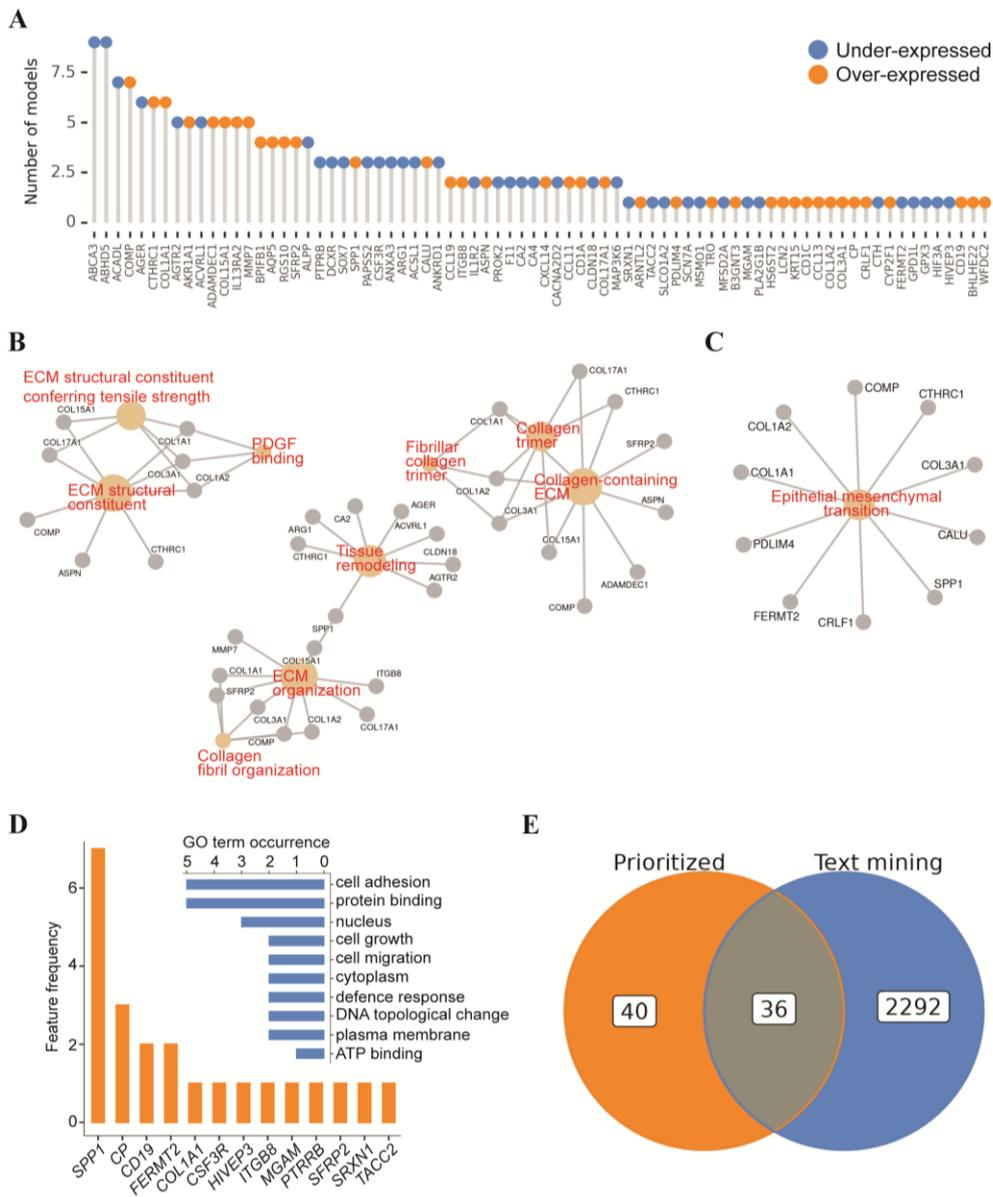 A
Number of models
7.5
5
2.5
0
Under-expressed
Over-expressed
ABCA3
ABHD5
ACADL
COMP
AGER
CTHRC1
COL1A1
AGTR2
AKR1A1
ACVRL1
ADAMDEC1
COL15A1
IL13RA2
MMP7
BPIFB1
AQP5
RGS10
SFRP2
ALPP
PTPRB
DCXR
SOX7
SPP1
PAPSS2
CSF3R
ANXA3
ARG1
ACSL1
CALU
ANKRD1
CCL19
ITGB8
IL1R2
ASPN
PROK2
F11
CA2
CA4
CXCL14
CACNA2D2
CCL11
CD1A
CLDN18
COL17A1
MAP3K6
SRXN1
ARNTL2
TACC2
SLCO1A2
PDLIM4
SCN7A
MSMP1
TRO
MFSD2A
B3GNT3
MGAM
PLA2G1B
HS6ST2
LCN2
KRT15
CD1C
CCL13
COL1A2
COL3A1
CP
CRLF1
CTH
CYP2F1
FERMT2
GPD1L
GPX3
HIF3A
HIVEP3
CD19
BHLHE22
WFDC2
B
ECM structural constituent
conferring tensile strength
COL15A1
COL17A1
COL1A1
COL3A1
COL1A2
PDGF
binding
ECM structural
constituent
COMP
ASPN
CTHRC1
Tissue
remodeling
ARG1
CA2
AGER
ACVRL1
CTHRC1
CLDN18
AGTR2
SPP1
MMP7
COL15A1
COL1A1
SFRP2
ECM
organization
ITGB8
COL3A1
COL1A2
COL17A1
COMP
Collagen
fibril organization
COL17A1
CTHRC1
COL1A1
Collagen
trimer
SFRP2
Fibrillar
collagen
trimer
Collagen-containing
ECM
COL1A2
ASPN
COL3A1
COL15A1
ADAMDEC1
COMP
C
COMP
CTHRC1
COL1A2
COL3A1
COL1A1
Epithelial mesenchymal
transition
CALU
PDLIM4
SPP1
FERMT2
CRLF1
D
GO term occurrence
5 4 3 2 1 0
cell adhesion
protein binding
nucleus
cell growth
cell migration
cytoplasm
defence response
DNA topological change
plasma membrane
ATP binding
Feature frequency
6
4
2
0
SPP1
CP
CD19
FERMT2
COL1A1
CSF3R
HIVEP3
ITGB8
MGAM
PTRRB
SFRP2
SRXN1
TACC2
E
Prioritized
Text mining
40
36
2292